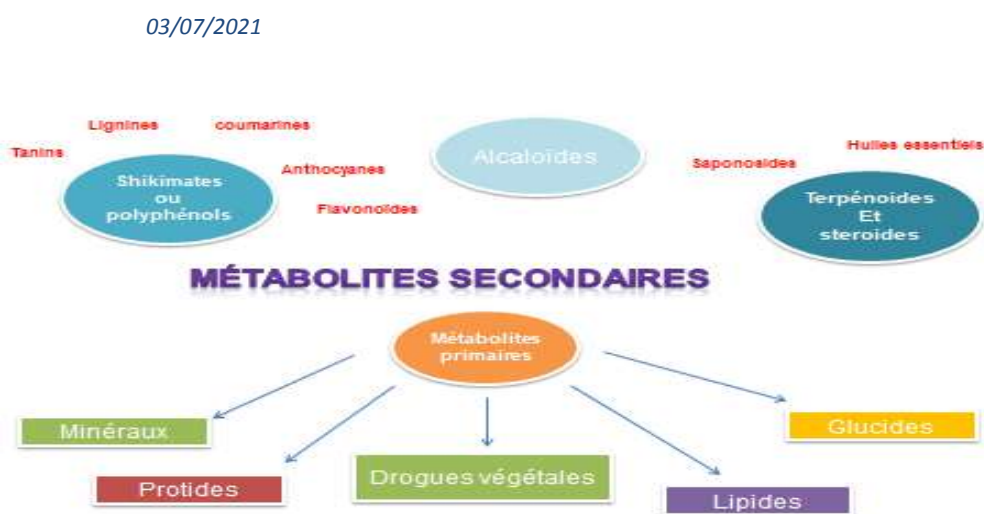 03/07/2021
Lignines
coumarines
Tanins
Anthocyanes
Flavonoïdes
Shikimates
ou
polyphénols
Alcaloïdes
Saponosides
Huiles essentiels
Terpénoides
Et
steroides
MÉTABOLITES SECONDAIRES
Métabolites
primaires
Minéraux
Protides
Drogues végétales
Lipides
Glucides